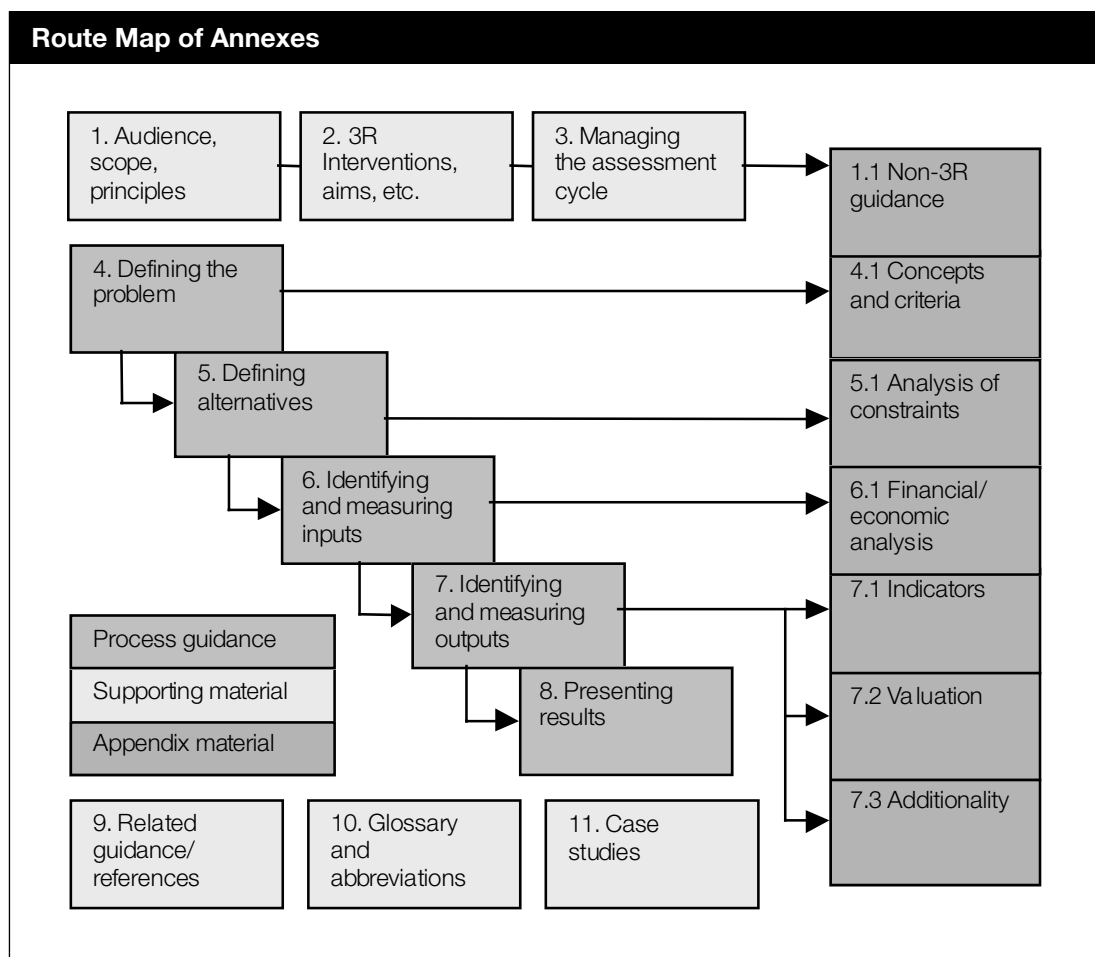 Route Map of Annexes
1. Audience,
scope,
principles
2. 3R
Interventions,
aims, etc.
3. Managing
the assessment
cycle
1.1 Non-3R
guidance
4. Defining the
problem
4.1 Concepts
and criteria
5. Defining
alternatives
5.1 Analysis of
constraints
6. Identifying
and measuring
inputs
6.1 Financial/
economic
analysis
7. Identifying
and measuring
outputs
7.1 Indicators
Process guidance
Supporting material
Appendix material
8. Presenting
results
7.2 Valuation
7.3 Additionality
9. Related
guidance/
references
10. Glossary
and
abbreviations
11. Case
studies